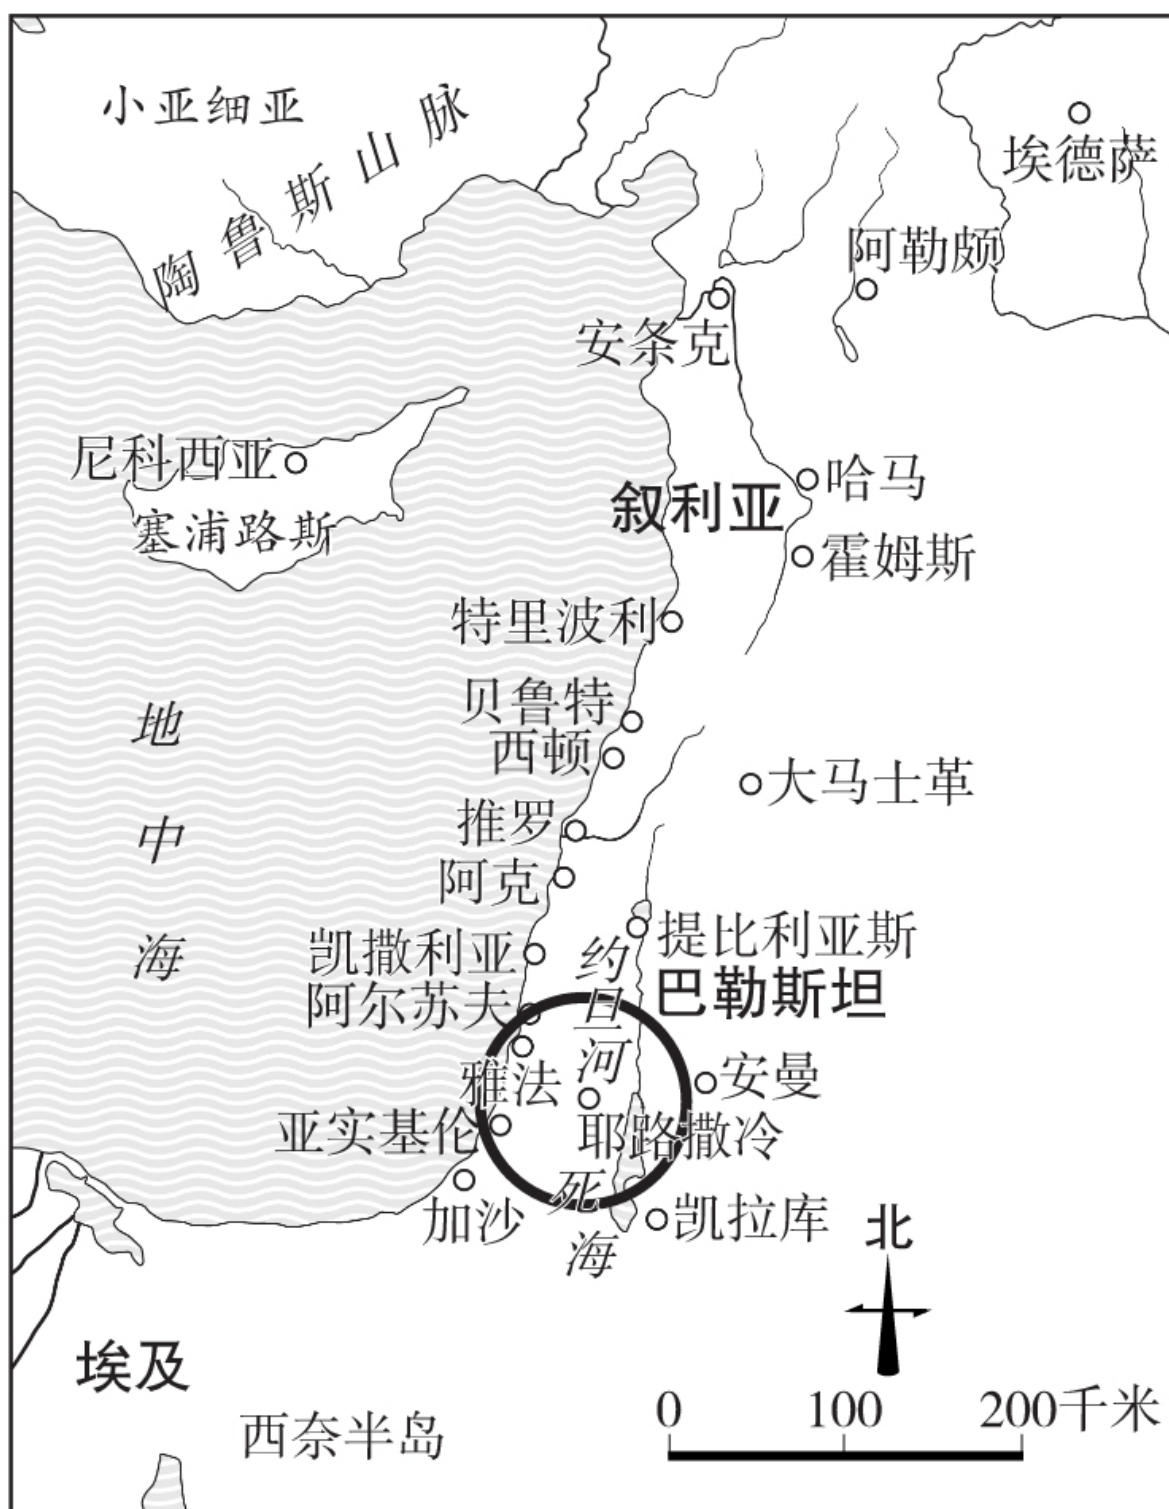 小亚细亚
陶鲁斯山脉
埃德萨
阿勒颇
安条克
尼科西亚
塞浦路斯
叙利亚
哈马
霍姆斯
特里波利
贝鲁特
西顿
大马士革
推罗
阿克
地中海
凯撒利亚
提比利亚斯
约旦河
巴勒斯坦
阿尔苏夫
雅法
安曼
亚实基伦
耶路撒冷
死海
加沙
凯拉库
北
埃及
西奈半岛
0 100 200千米